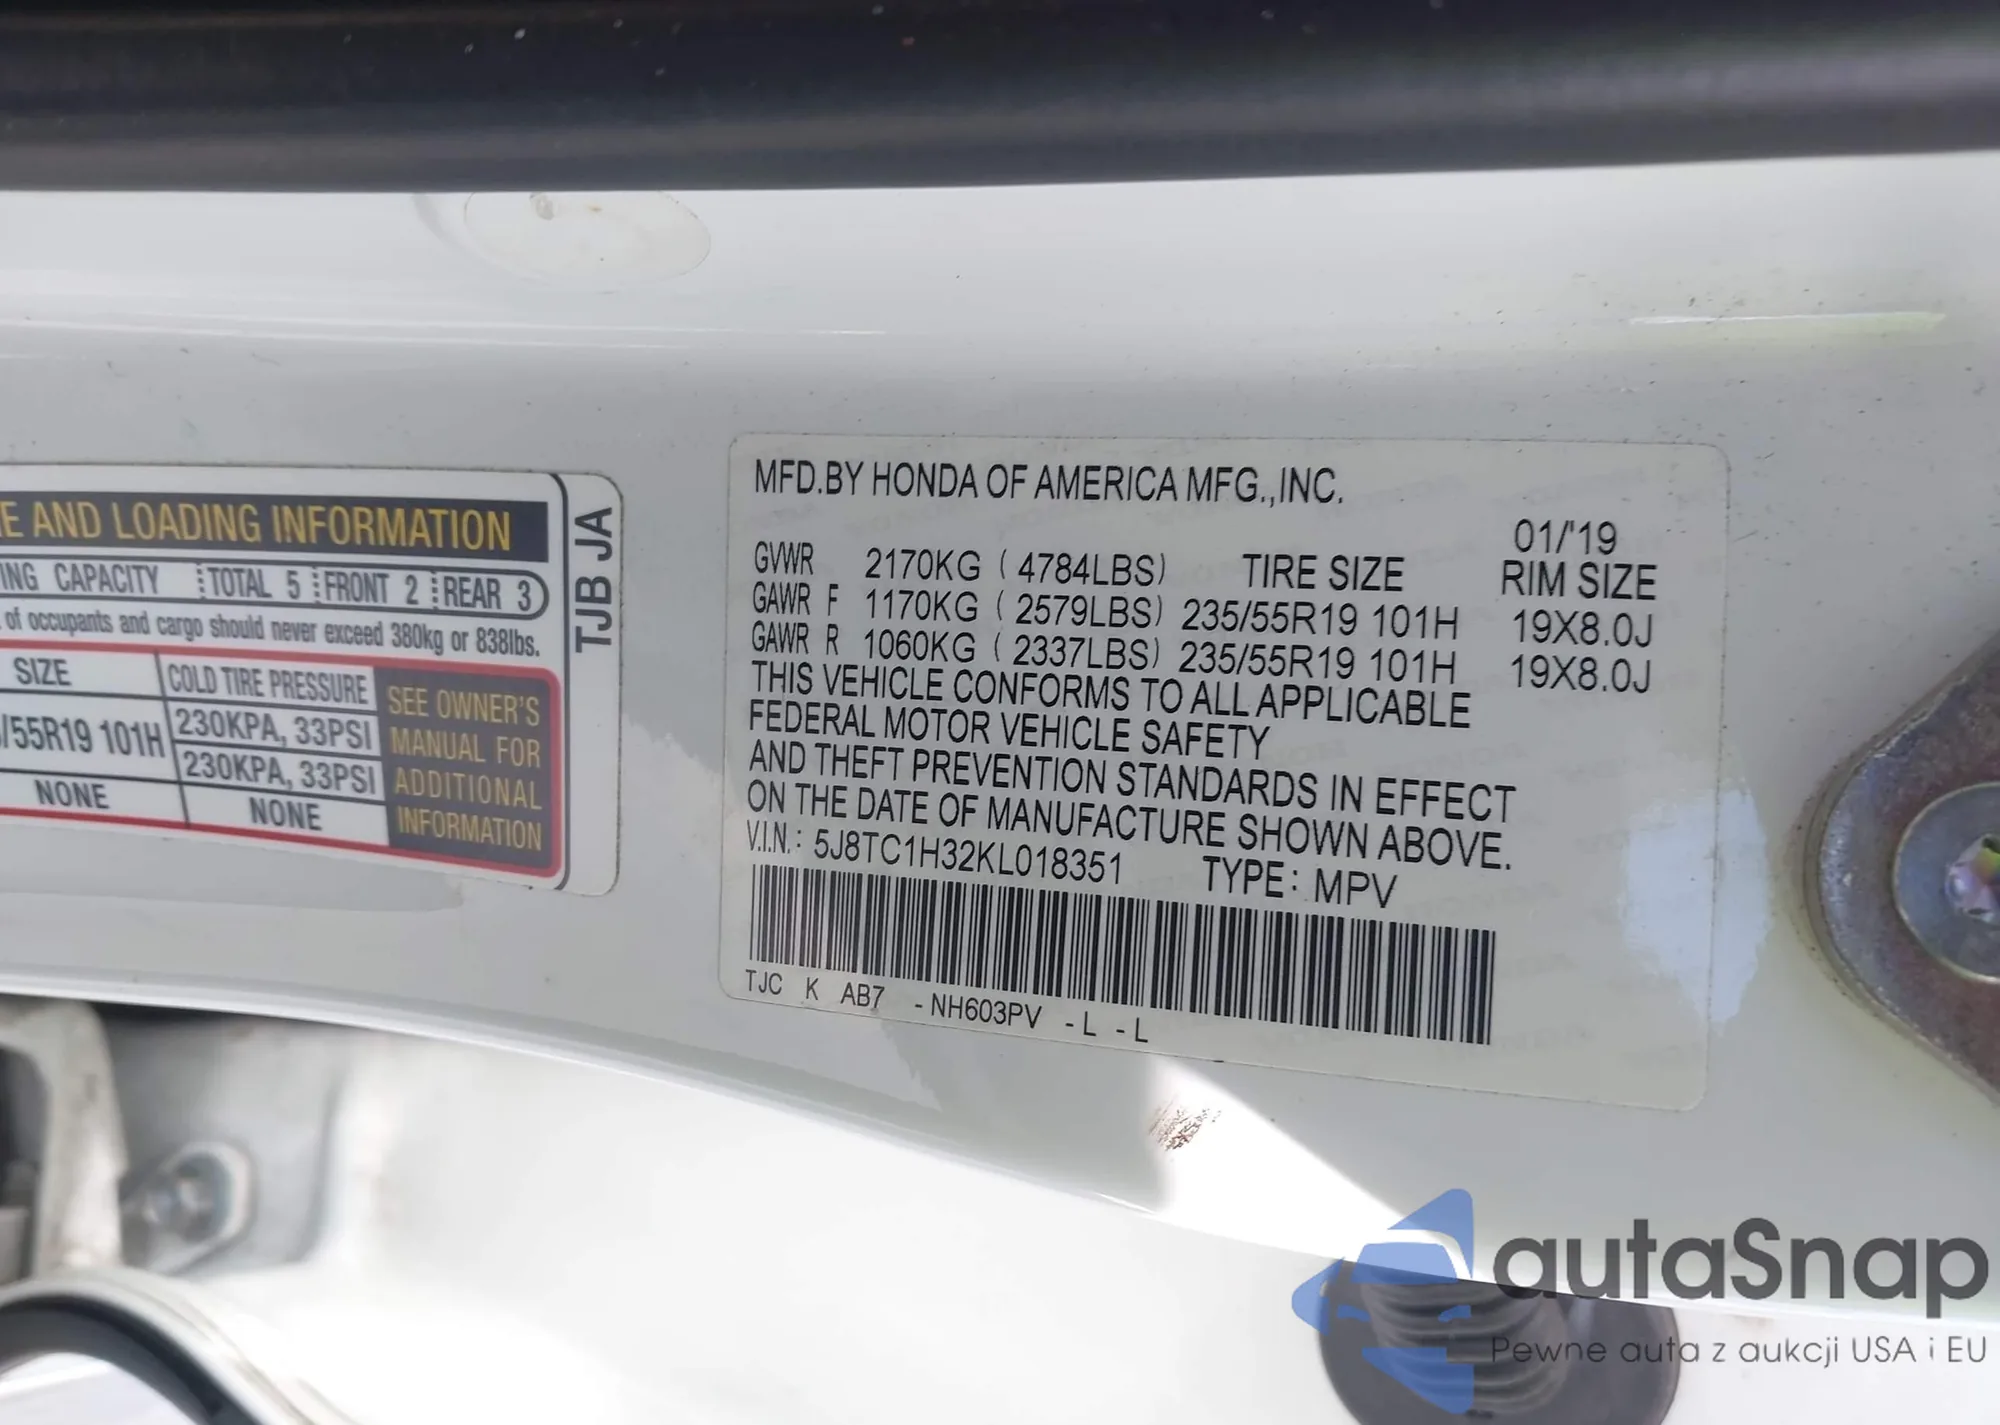 E AND LOADING INFORMATION
ING CAPACITY TOTAL 5 FRONT 2 REAR 3
of occupants and cargo should never exceed 380kg or 838lbs.
SIZE COLD TIRE PRESSURE SEE OWNER'S
/55R19 101H 230KPA, 33PSI MANUAL FOR
230KPA, 33PSI ADDITIONAL
NONE NONE INFORMATION
TJB JA
MFD.BY HONDA OF AMERICA MFG.,INC.
01/'19
GVWR 2170KG ( 4784LBS) TIRE SIZE RIM SIZE
GAWR F 1170KG ( 2579LBS) 235/55R19 101H 19X8.0J
GAWR R 1060KG ( 2337LBS) 235/55R19 101H 19X8.0J
THIS VEHICLE CONFORMS TO ALL APPLICABLE
FEDERAL MOTOR VEHICLE SAFETY
AND THEFT PREVENTION STANDARDS IN EFFECT
ON THE DATE OF MANUFACTURE SHOWN ABOVE.
V.I.N.: 5J8TC1H32KL018351 TYPE: MPV
TJC K AB7 -NH603PV -L -L
autaSnap
Pewne auta z aukcji USA i EU